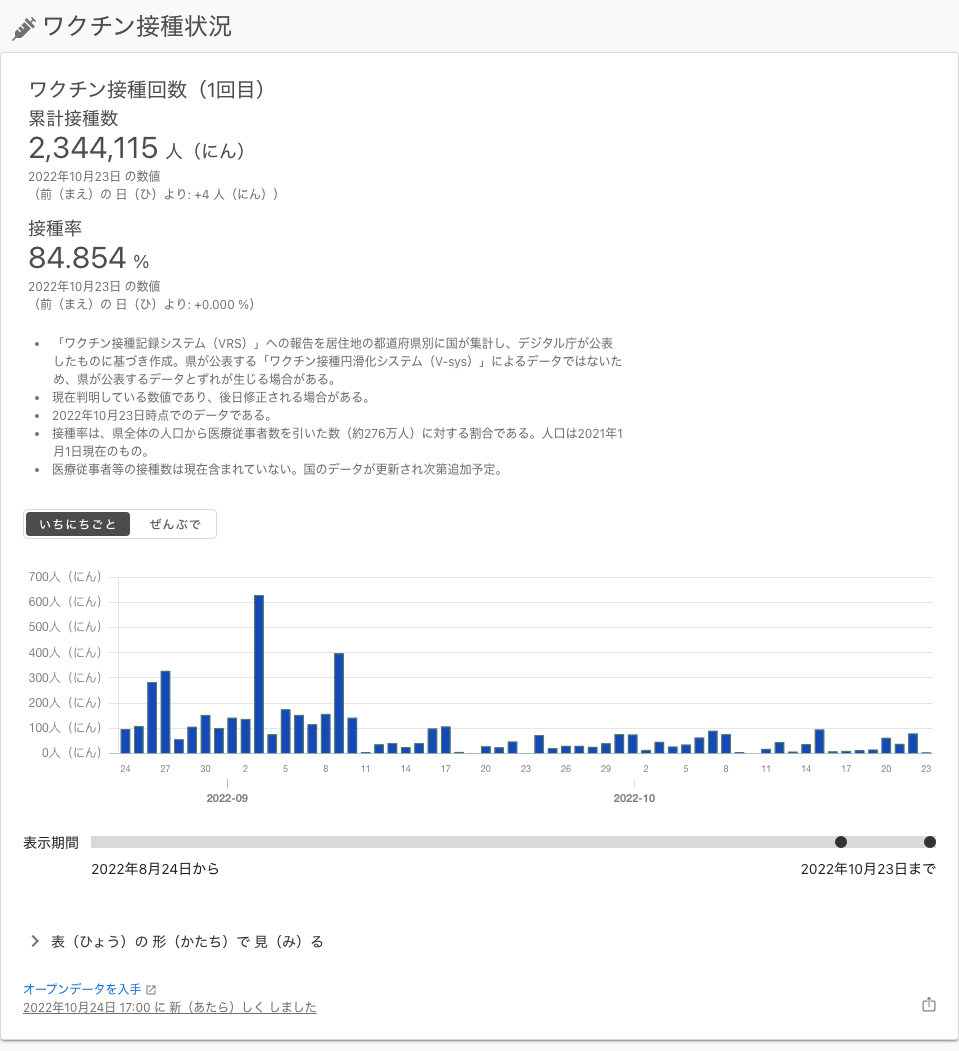 ワクチン接種状況
ワクチン接種回数（1回目）
累計接種数
2,344,115 人（にん）
2022年10月23日 の数値
（前（まえ）の 日（ひ）より: +4 人（にん））
接種率
84.854 %
2022年10月23日 の数値
（前（まえ）の 日（ひ）より: +0.000 %）
• 「ワクチン接種記録システム（VRS）」への報告を居住地の都道府県別に国が集計し、デジタル庁が公表
したものに基づき作成。県が公表する「ワクチン接種円滑化システム（V-sys）」によるデータではないた
め、県が公表するデータとずれが生じる場合がある。
• 現在判明している数値であり、後日修正される場合がある。
• 2022年10月23日時点でのデータである。
• 接種率は、県全体の人口から医療従事者数を引いた数（約276万人）に対する割合である。人口は2021年1
月1日現在のもの。
• 医療従事者等の接種数は現在含まれていない。国のデータが更新され次第追加予定。
いちにちごと ぜんぶで
700人（にん）
600人（にん）
500人（にん）
400人（にん）
300人（にん）
200人（にん）
100人（にん）
0人（にん）
24 27 30 2 5 8 11 14 17 20 23 26 29 2 5 8 11 14 17 20 23
2022-09 2022-10
表示期間
2022年8月24日から 2022年10月23日まで
表（ひょう）の 形（かたち）で 見（み）る
オープンデータを入手
2022年10月24日 17:00 に 新（あたら）しく しました